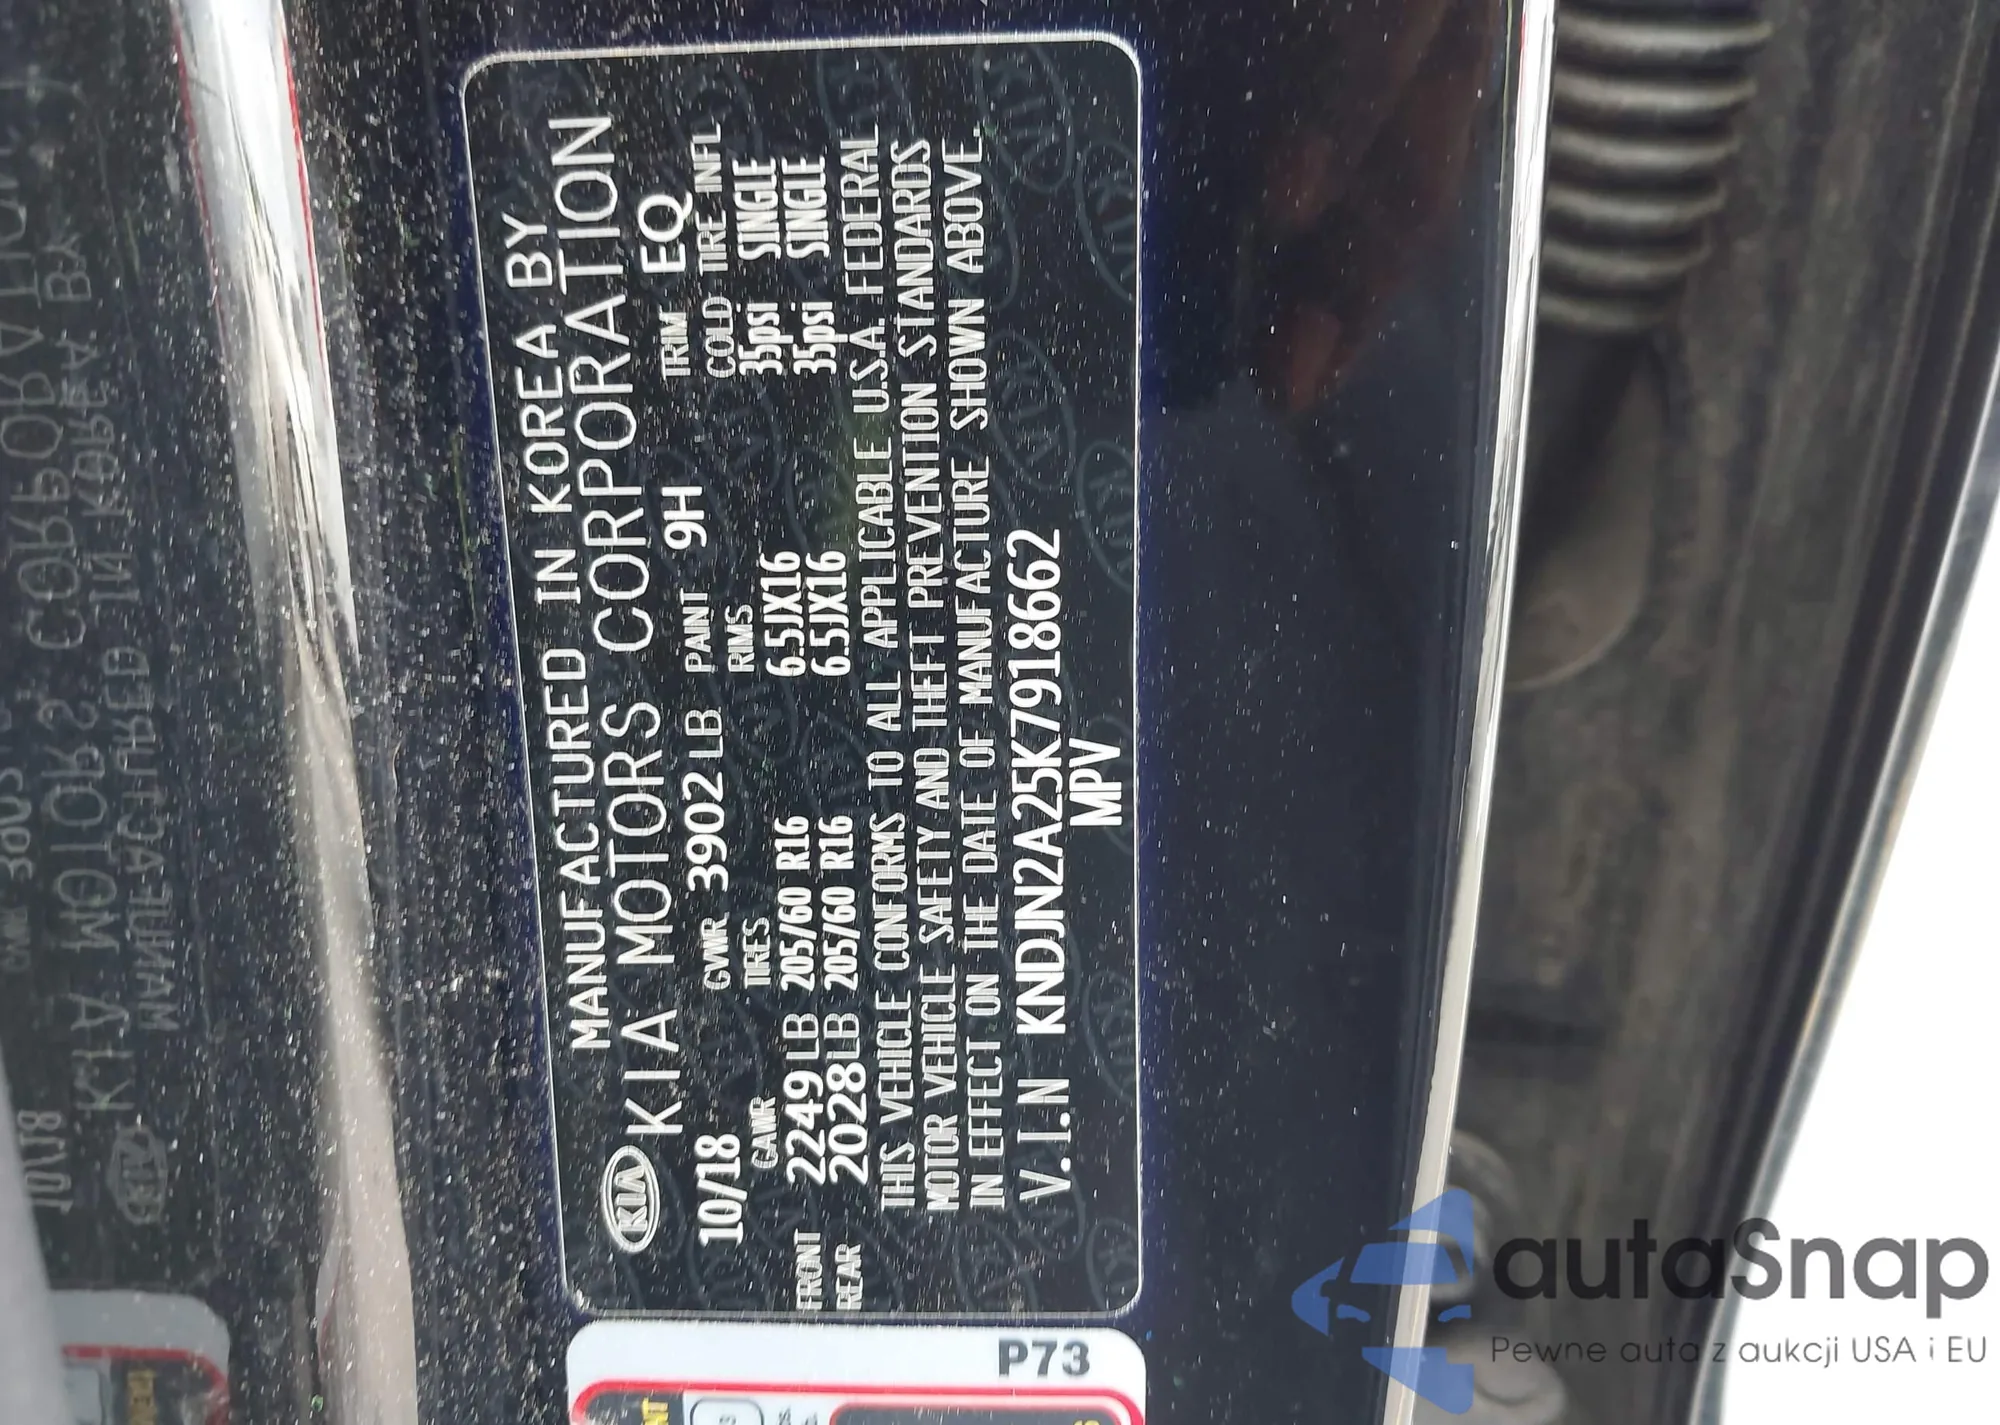 MANUFACTURED IN KOREA BY
KIA KIA MOTORS CORPORATION
10/18 GVWR 3902 LB PAINT 9H TRIM EQ
GAWR TIRES RIMS COLD TIRE INFL
FRONT 2249 LB 205/60 R16 6.5JX16 35psi SINGLE
REAR 2028 LB 205/60 R16 6.5JX16 35psi SINGLE
THIS VEHICLE CONFORMS TO ALL APPLICABLE U.S.A. FEDERAL
MOTOR VEHICLE SAFETY AND THEFT PREVENTION STANDARDS
IN EFFECT ON THE DATE OF MANUFACTURE SHOWN ABOVE.
V.I.N KNDJN2A25K7918662
MPV
P73
autaSnap
Pewne auta z aukcji USA i EU